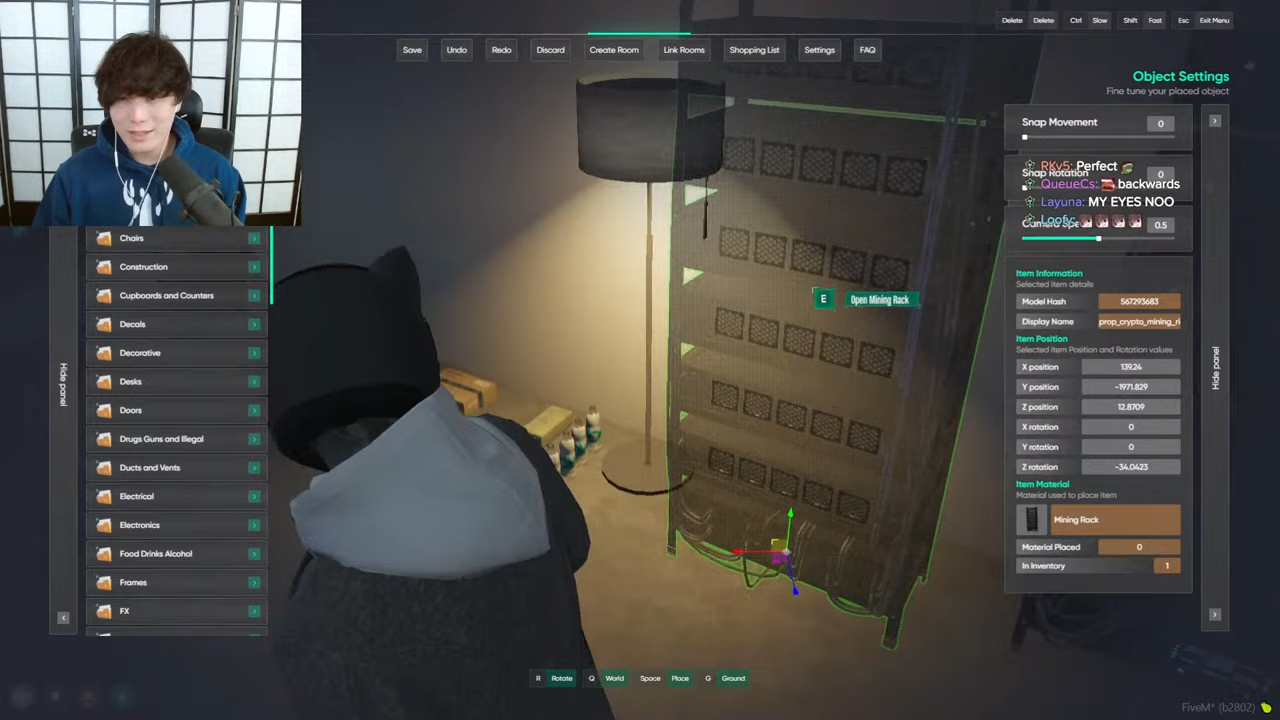 Delete Delete Ctrl Slow Shift Fast Esc Exit Menu
Save Undo Redo Discard Create Room Link Rooms Shopping List Settings FAQ
Object Settings
Fine tune your placed object
Snap Movement 0
RKv5: Perfect
Snap Rotation 0
QueueCs: backwards
Layuna: MY EYES NOO
Loofy:
0.5
Chairs
Construction
Cupboards and Counters
Decals
Decorative
Desks
Doors
Drugs Guns and Illegal
Ducts and Vents
Electrical
Electronics
Food Drinks Alcohol
Frames
FX
Hide panel
E Open Mining Rack
Item Information
Selected item details
Model Hash 567293683
Display Name prop_crypto_mining_ri
Item Position
Selected item Position and Rotation values
X position 139.24
Y position -1971.829
Z position 12.8709
X rotation 0
Y rotation 0
Z rotation -34.0423
Item Material
Material used to place item
Mining Rack
Material Placed 0
In Inventory 1
Hide panel
R Rotate Q World Space Place G Ground
FiveM* (b2802)